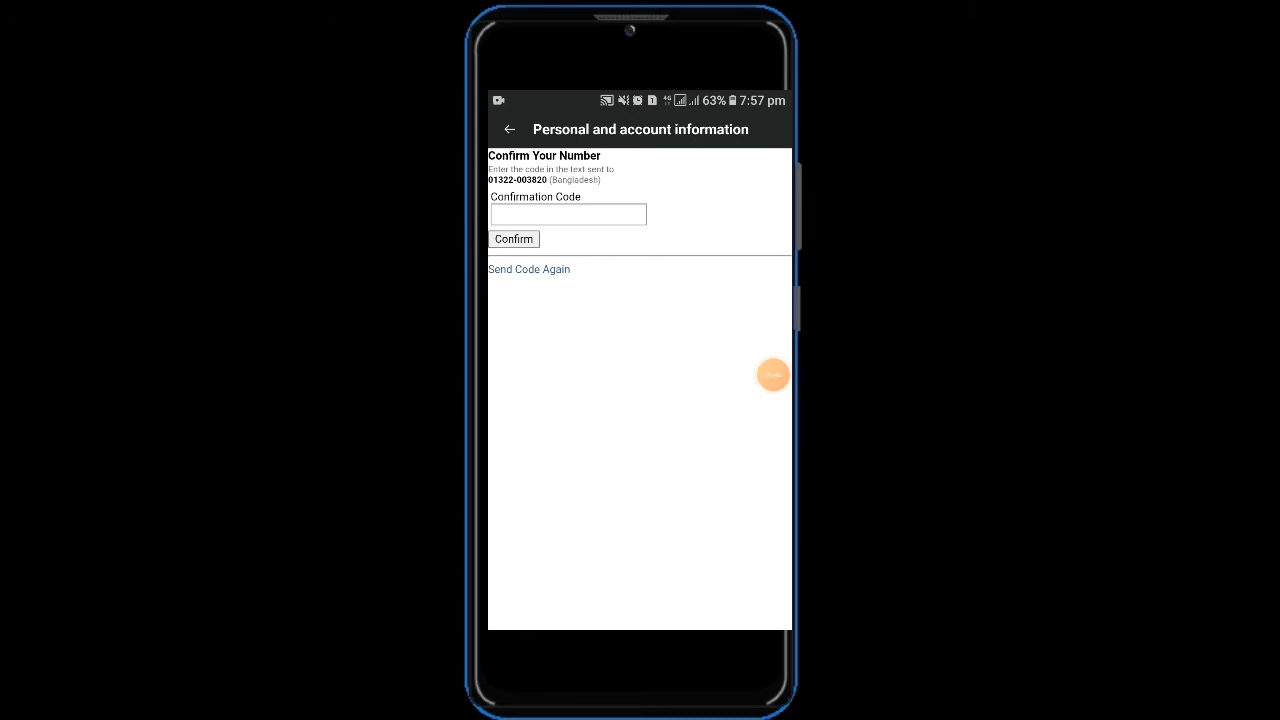 63% 7:57 pm
Personal and account information
Confirm Your Number
Enter the code in the text sent to
01322-003820 (Bangladesh)
Confirmation Code
Confirm
Send Code Again